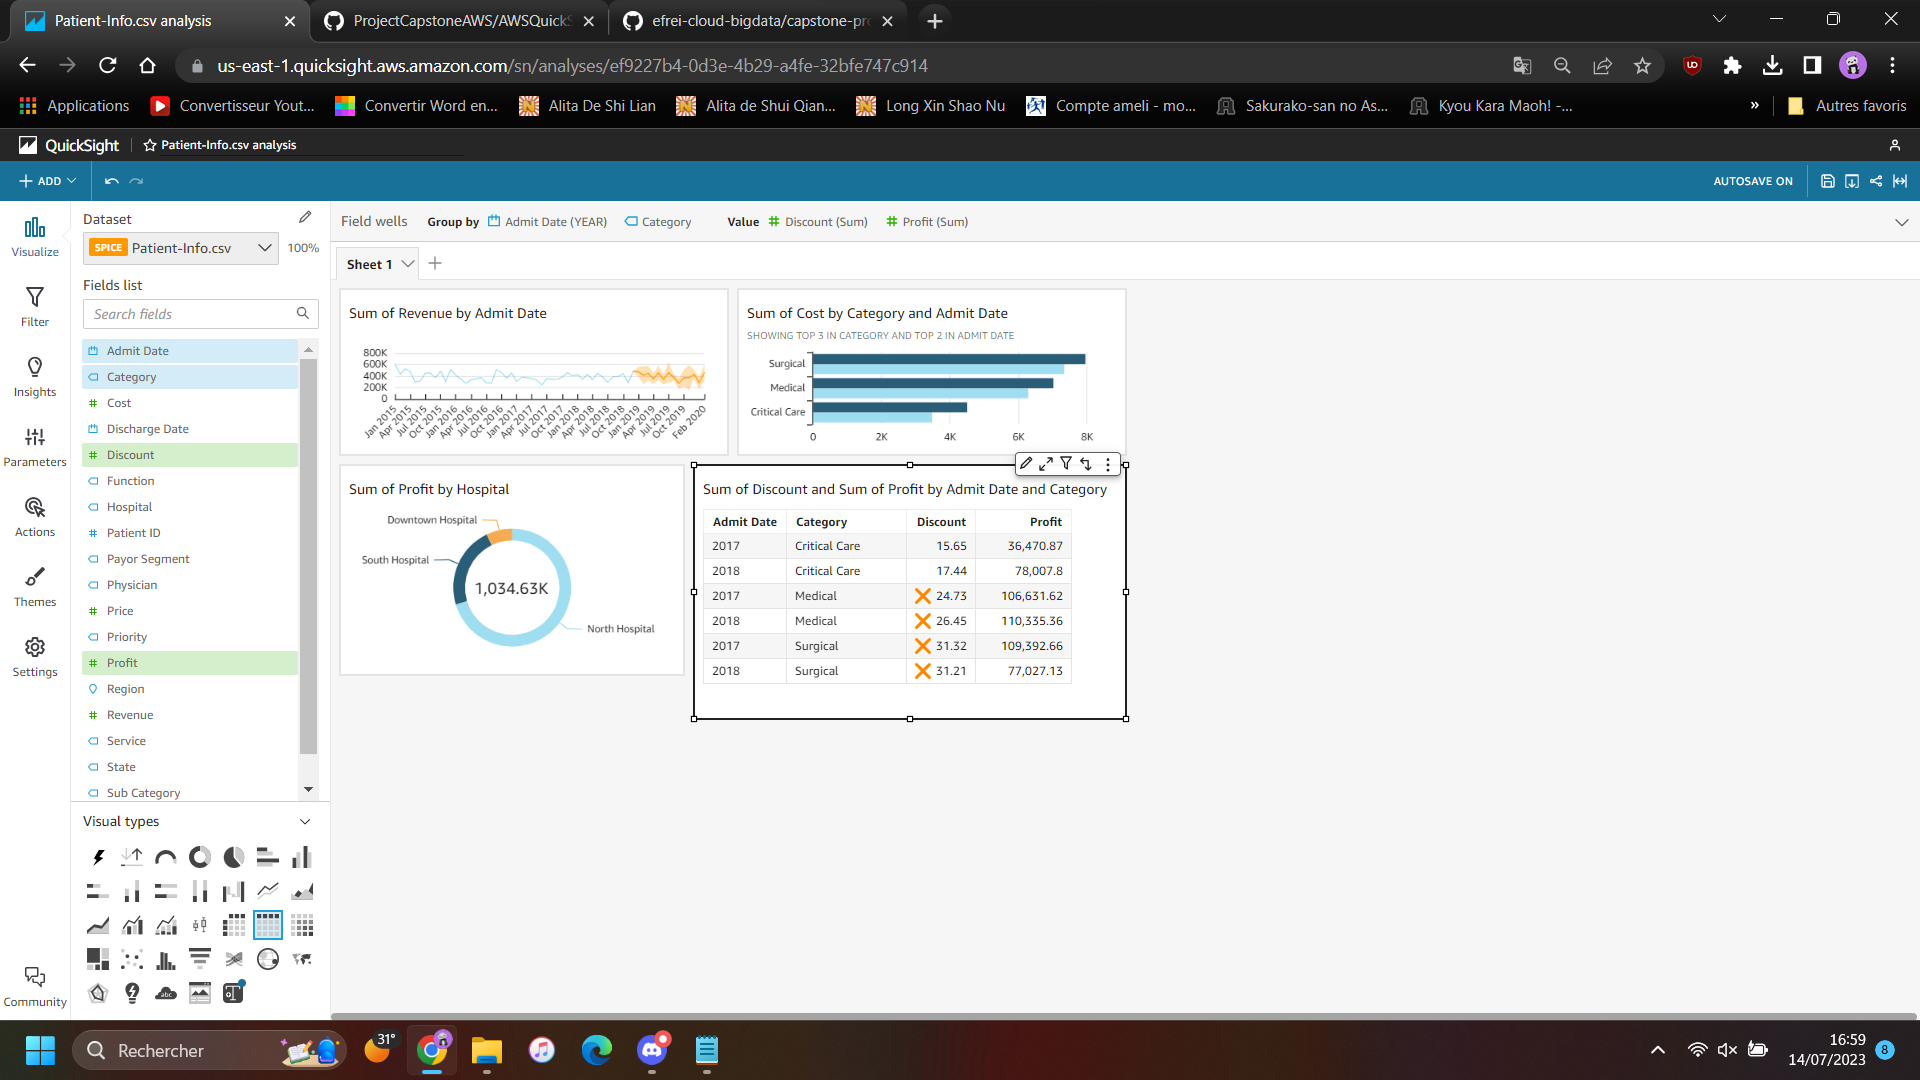 Patient-Info.csv analysis
ProjectCapstoneAWS/AWSQuickS
efrei-cloud-bigdata/capstone-pr
us-east-1.quicksight.aws.amazon.com/sn/analyses/ef9227b4-0d3e-4b29-a4fe-32bfe747c914
Applications
Convertisseur Yout...
Convertir Word en...
Alita De Shi Lian
Alita de Shui Qian...
Long Xin Shao Nu
Compte ameli - mo...
Sakurako-san no As...
Kyou Kara Maoh! -...
»
Autres favoris
QuickSight
Patient-Info.csv analysis
ADD
AUTOSAVE ON
Visualize
Filter
Insights
Parameters
Actions
Themes
Settings
Community
Dataset
SPICE Patient-Info.csv 100%
Fields list
Search fields
Admit Date
Category
Cost
Discharge Date
Discount
Function
Hospital
Patient ID
Payor Segment
Physician
Price
Priority
Profit
Region
Revenue
Service
State
Sub Category
Visual types
Field wells Group by Admit Date (YEAR) Category Value Discount (Sum) Profit (Sum)
Sheet 1
Sum of Revenue by Admit Date
800K
600K
400K
200K
0
Jan 2015 Apr 2015 Jul 2015 Oct 2015 Jan 2016 Apr 2016 Jul 2016 Oct 2016 Jan 2017 Apr 2017 Jul 2017 Oct 2017 Jan 2018 Apr 2018 Jul 2018 Oct 2018 Jan 2019 Apr 2019 Jul 2019 Oct 2019 Feb 2020
Sum of Cost by Category and Admit Date
SHOWING TOP 3 IN CATEGORY AND TOP 2 IN ADMIT DATE
Surgical
Medical
Critical Care
0 2K 4K 6K 8K
Sum of Profit by Hospital
Downtown Hospital
South Hospital
1,034.63K
North Hospital
Sum of Discount and Sum of Profit by Admit Date and Category
Admit Date Category Discount Profit
2017 Critical Care 15.65 36,470.87
2018 Critical Care 17.44 78,007.8
2017 Medical 24.73 106,631.62
2018 Medical 26.45 110,335.36
2017 Surgical 31.32 109,392.66
2018 Surgical 31.21 77,027.13
Rechercher
31°
16:59
14/07/2023
8